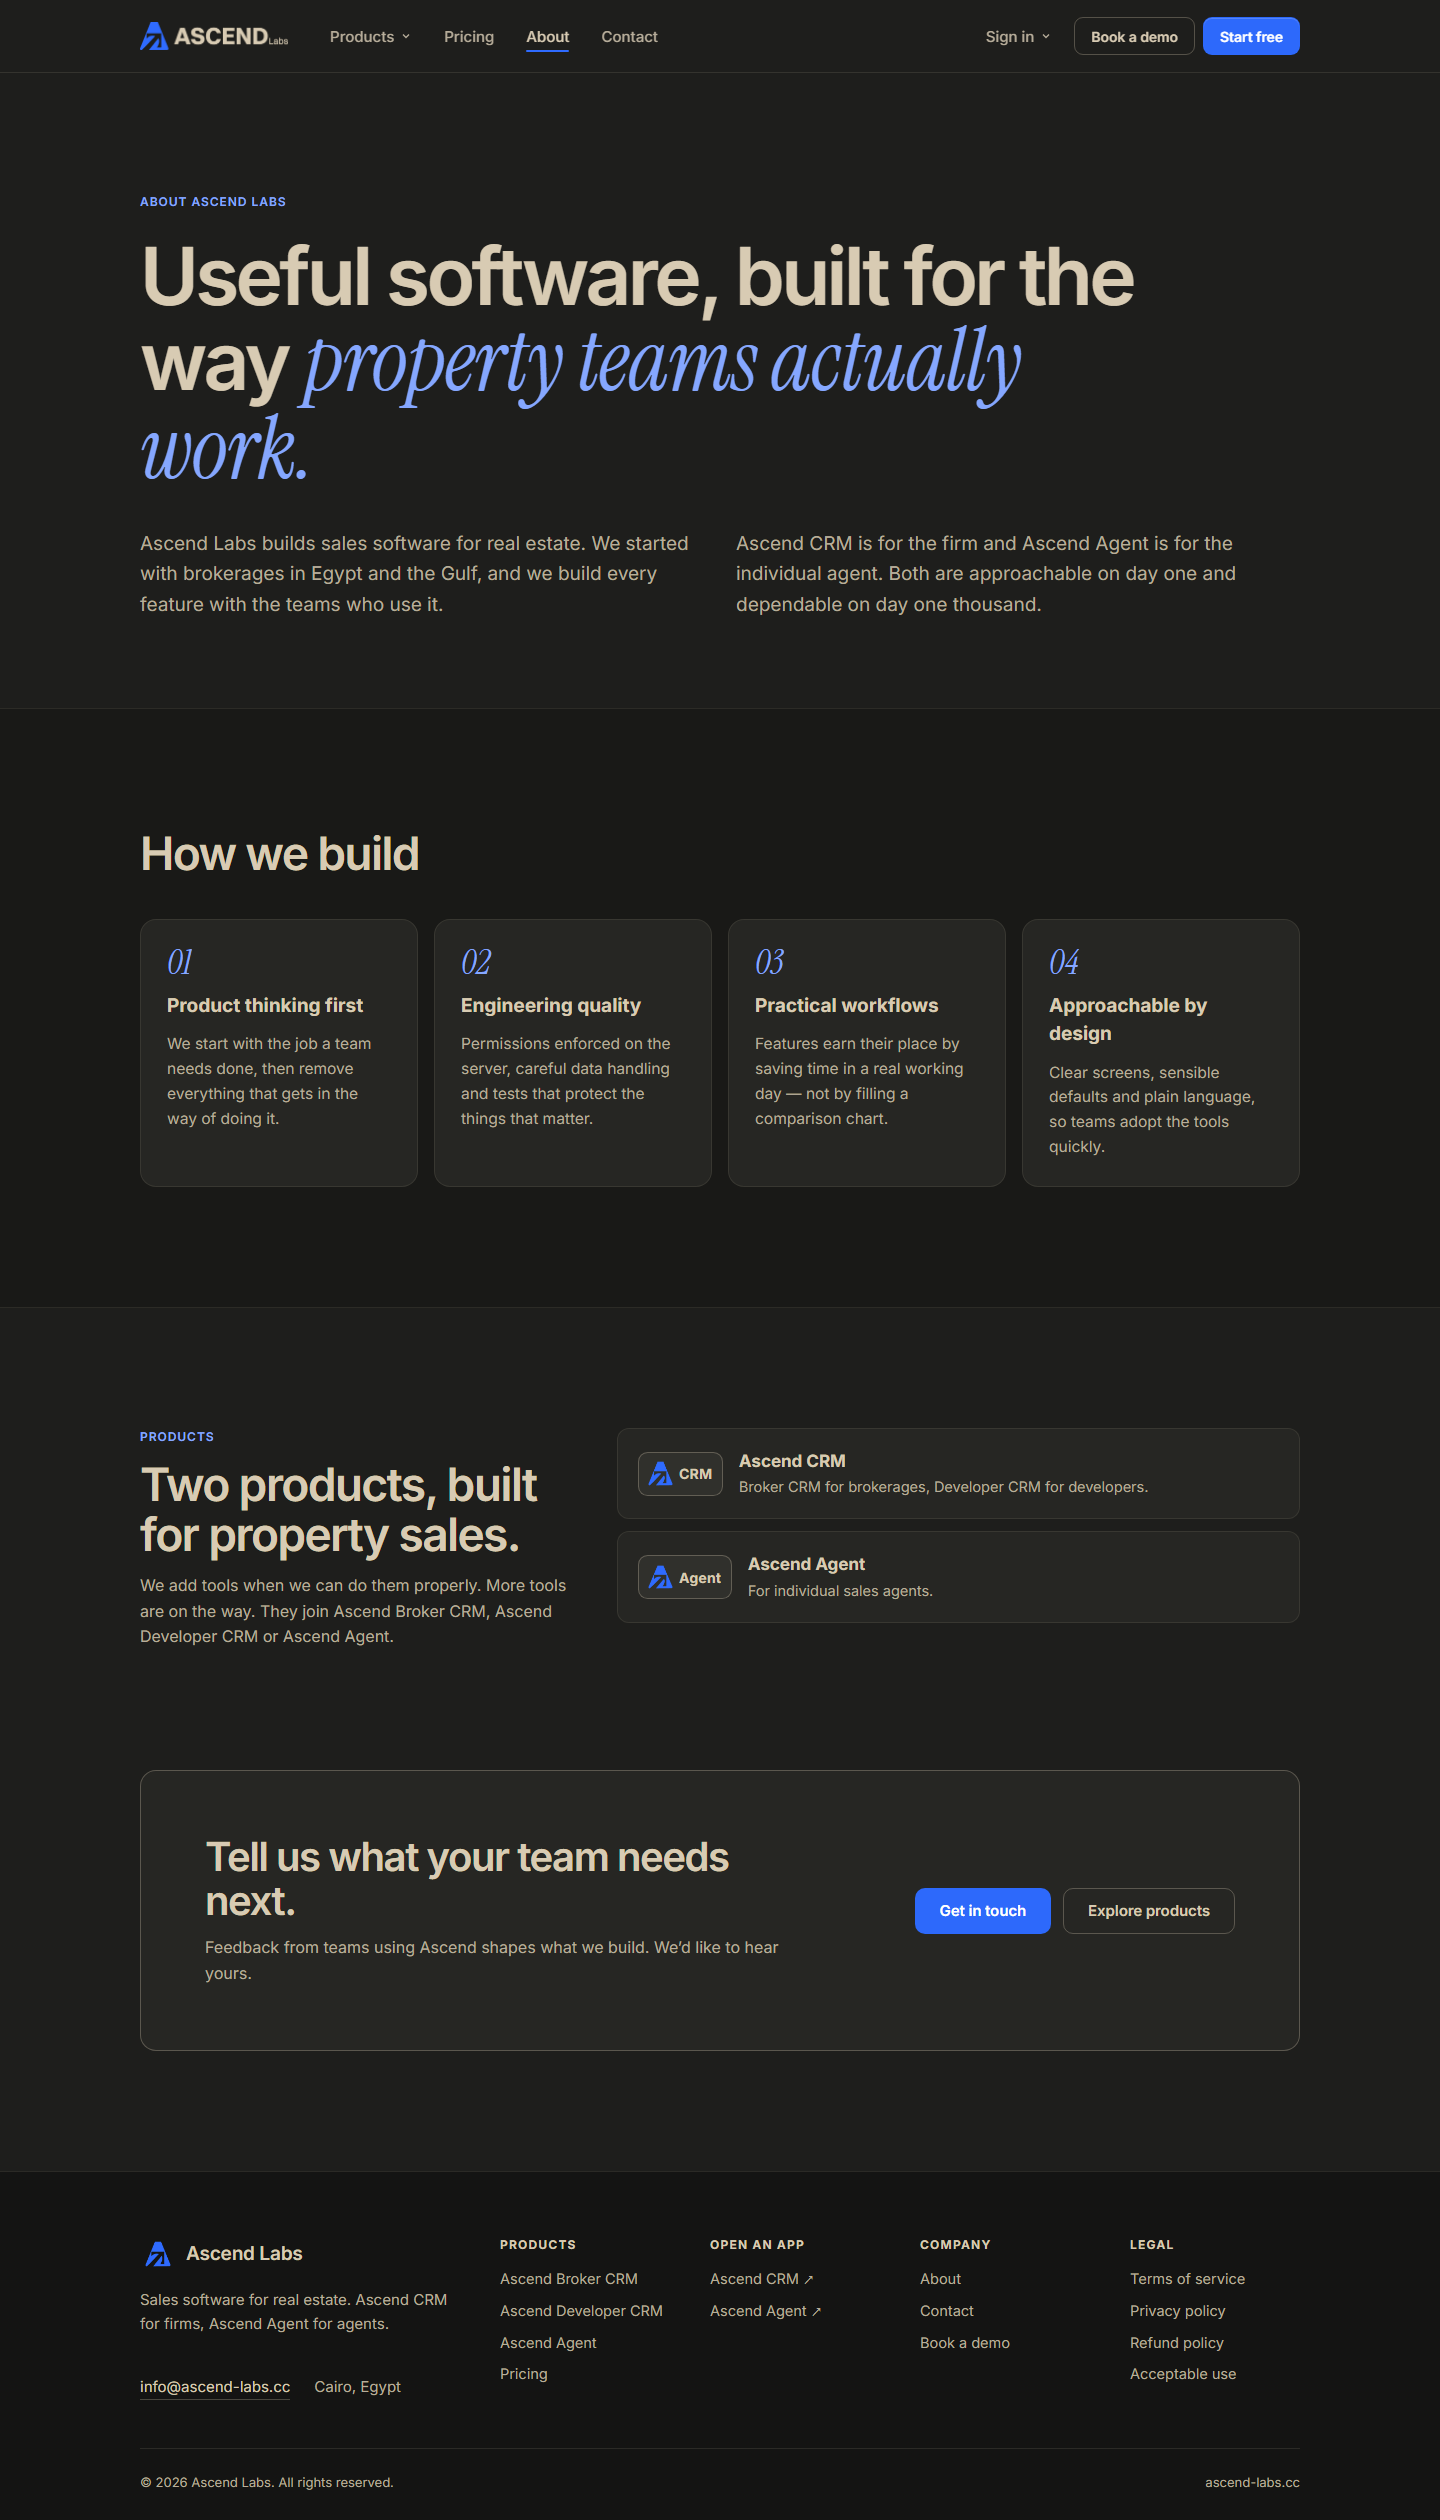 ASCEND Labs
Products
Pricing
About
Contact
Sign in
Book a demo
Start free
ABOUT ASCEND LABS
Useful software, built for the
way property teams actually
work.
Ascend Labs builds sales software for real estate. We started
with brokerages in Egypt and the Gulf, and we build every
feature with the teams who use it.
Ascend CRM is for the firm and Ascend Agent is for the
individual agent. Both are approachable on day one and
dependable on day one thousand.
How we build
01
Product thinking first
We start with the job a team
needs done, then remove
everything that gets in the
way of doing it.
02
Engineering quality
Permissions enforced on the
server, careful data handling
and tests that protect the
things that matter.
03
Practical workflows
Features earn their place by
saving time in a real working
day — not by filling a
comparison chart.
04
Approachable by
design
Clear screens, sensible
defaults and plain language,
so teams adopt the tools
quickly.
PRODUCTS
Two products, built
for property sales.
We add tools when we can do them properly. More tools
are on the way. They join Ascend Broker CRM, Ascend
Developer CRM or Ascend Agent.
CRM
Ascend CRM
Broker CRM for brokerages, Developer CRM for developers.
Agent
Ascend Agent
For individual sales agents.
Tell us what your team needs
next.
Feedback from teams using Ascend shapes what we build. We’d like to hear
yours.
Get in touch
Explore products
Ascend Labs
Sales software for real estate. Ascend CRM
for firms, Ascend Agent for agents.
info@ascend-labs.cc
Cairo, Egypt
PRODUCTS
Ascend Broker CRM
Ascend Developer CRM
Ascend Agent
Pricing
OPEN AN APP
Ascend CRM ↗
Ascend Agent ↗
COMPANY
About
Contact
Book a demo
LEGAL
Terms of service
Privacy policy
Refund policy
Acceptable use
© 2026 Ascend Labs. All rights reserved.
ascend-labs.cc